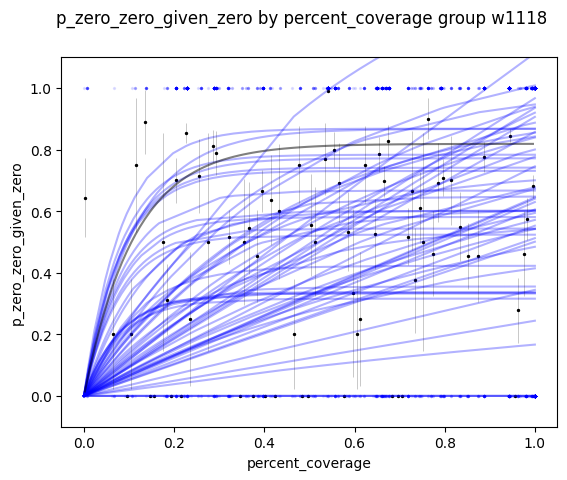 p_zero_zero_given_zero by percent_coverage group w1118
1.0
0.8
0.6
0.4
0.2
0.0
p_zero_zero_given_zero
0.0 0.2 0.4 0.6 0.8 1.0
percent_coverage